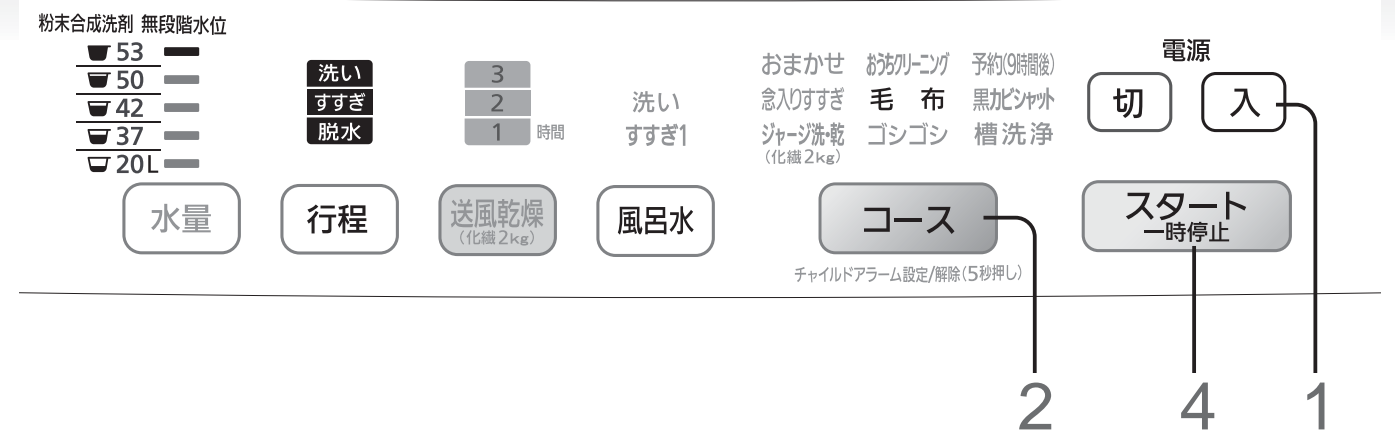 粉末合成洗剤 無段階水位
電源
53
50
42
37
20L
洗い
すすぎ
脱水
3
2
1 時間
洗い
すすぎ1
おまかせ おうちクリーニング 予約(9時間後)
念入りすすぎ 毛 布 黒カビシャット
ジャージ洗・乾 ゴシゴシ 槽洗浄
(化繊2kg)
切 入
水量
行程
送風乾燥
(化繊2kg)
風呂水
コース
スタート
一時停止
チャイルドアラーム設定/解除(5秒押し)
2 4 1